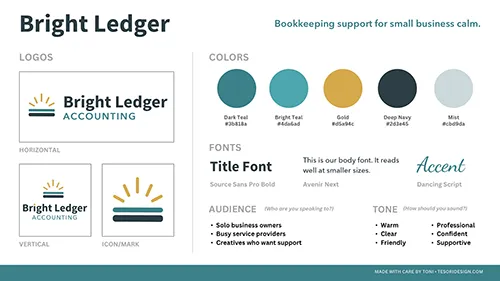 Bright Ledger
Bookkeeping support for small business calm.
LOGOS
Bright Ledger
ACCOUNTING
HORIZONTAL
Bright Ledger
ACCOUNTING
VERTICAL
ICON/MARK
COLORS
Dark Teal
#3b818a
Bright Teal
#4da6ad
Gold
#d5a94c
Deep Navy
#2d3e45
Mist
#cbd9da
FONTS
Title Font
Source Sans Pro Bold
This is our body font. It reads
well at smaller sizes.
Avenir Next
Accent
Dancing Script
AUDIENCE (Who are you speaking to?)
• Solo business owners
• Busy service providers
• Creatives who want support
TONE (How should you sound?)
• Warm
• Clear
• Friendly
• Professional
• Confident
• Supportive
MADE WITH CARE BY TONI • TESORIDESIGN.COM